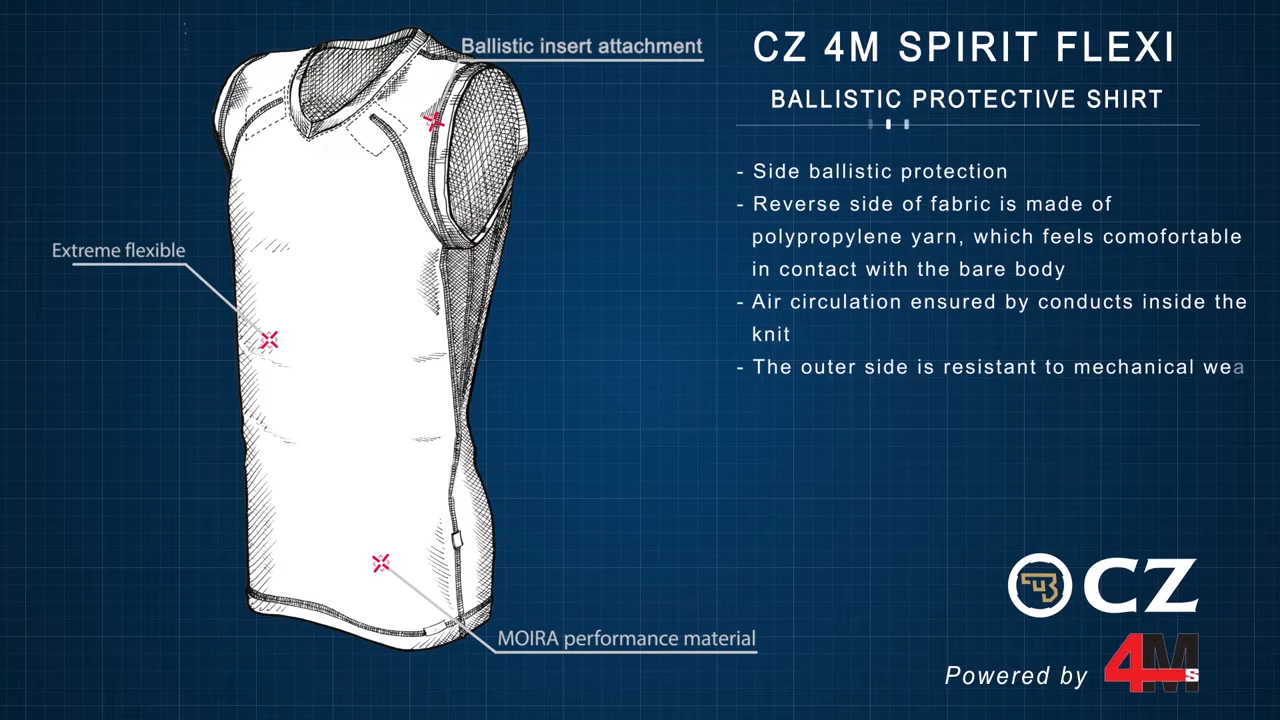 Ballistic insert attachment
CZ 4M SPIRIT FLEXI
BALLISTIC PROTECTIVE SHIRT
- Side ballistic protection
- Reverse side of fabric is made of
polypropylene yarn, which feels comofortable
in contact with the bare body
- Air circulation ensured by conducts inside the
knit
- The outer side is resistant to mechanical wea
Extreme flexible
MOIRA performance material
CZ
Powered by 4Ms